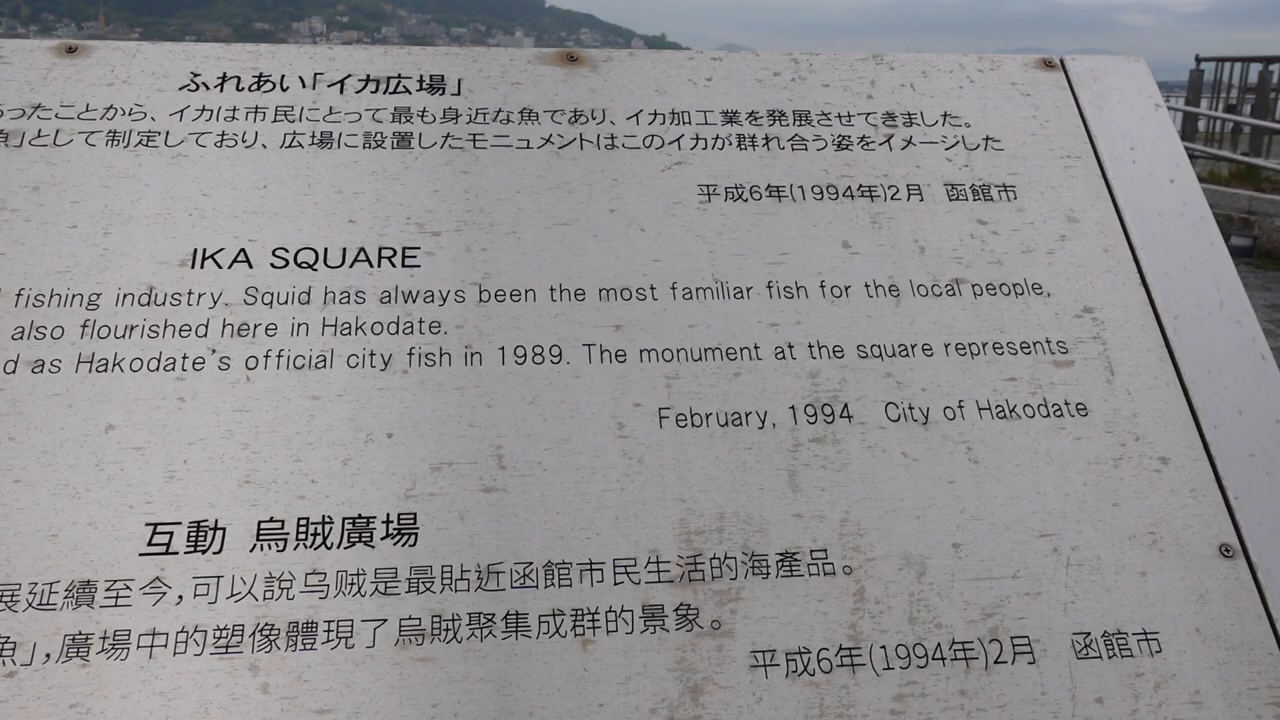 ふれあい「イカ広場」
ったことから、イカは市民にとって最も身近な魚であり、イカ加工業を発展させてきました。
魚」として制定しており、広場に設置したモニュメントはこのイカが群れ合う姿をイメージした
平成6年(1994年)2月 函館市
IKA SQUARE
fishing industry. Squid has always been the most familiar fish for the local people,
also flourished here in Hakodate.
d as Hakodate's official city fish in 1989. The monument at the square represents
February, 1994 City of Hakodate
互動 烏賊廣場
展延續至今,可以說乌贼是最貼近函館市民生活的海產品。
魚」,廣場中的塑像體現了烏賊聚集成群的景象。
平成6年(1994年)2月 函館市